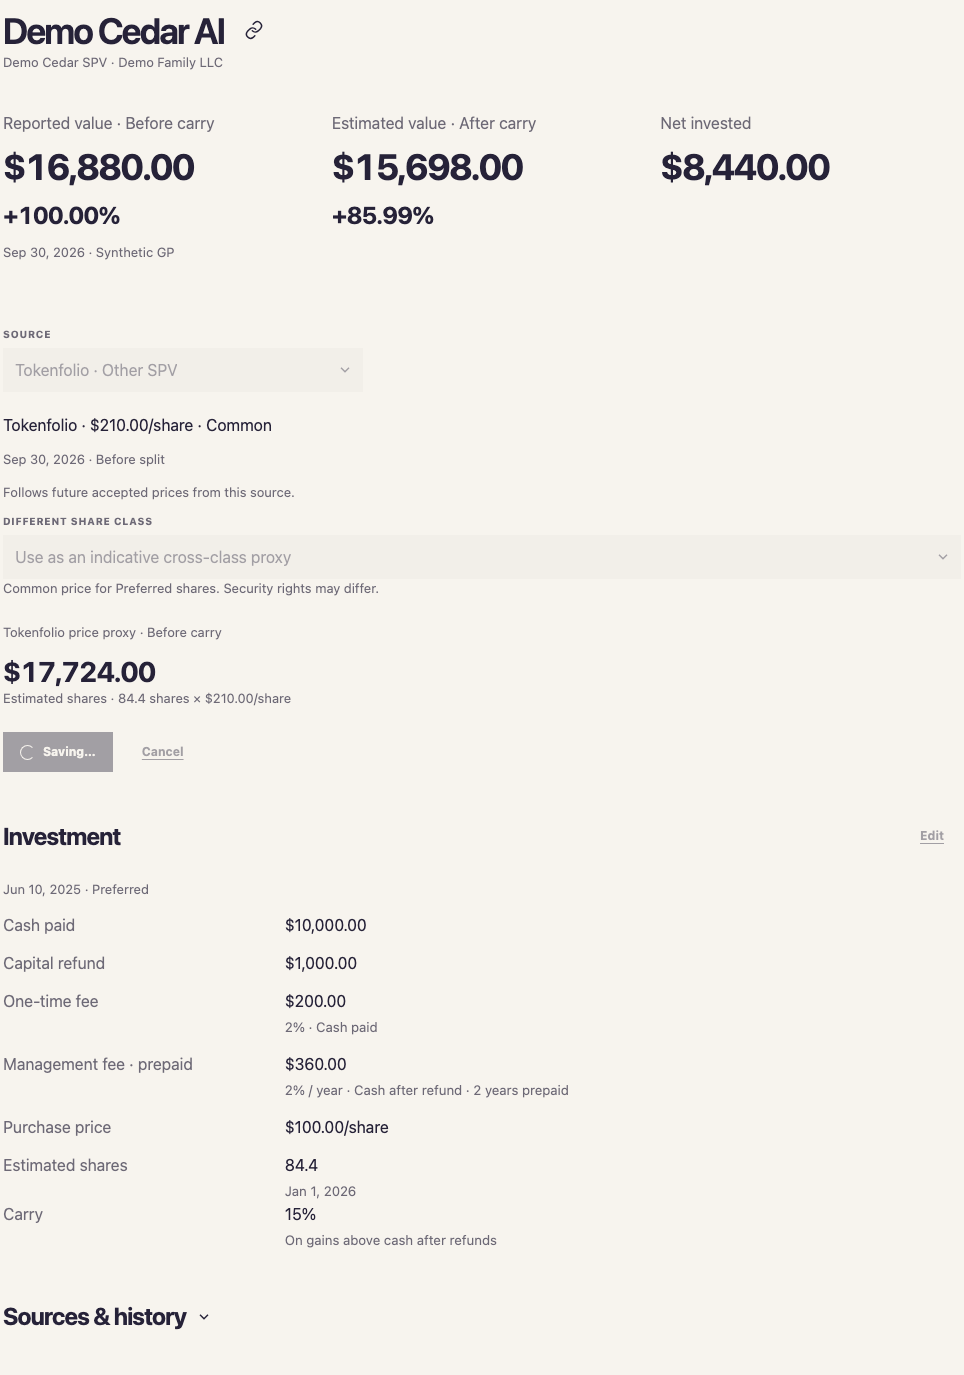 Demo Cedar AI
Demo Cedar SPV · Demo Family LLC
Reported value · Before carry
$16,880.00
+100.00%
Sep 30, 2026 · Synthetic GP
Estimated value · After carry
$15,698.00
+85.99%
Net invested
$8,440.00
SOURCE
Tokenfolio · Other SPV
Tokenfolio · $210.00/share · Common
Sep 30, 2026 · Before split
Follows future accepted prices from this source.
DIFFERENT SHARE CLASS
Use as an indicative cross-class proxy
Common price for Preferred shares. Security rights may differ.
Tokenfolio price proxy · Before carry
$17,724.00
Estimated shares · 84.4 shares × $210.00/share
Saving... Cancel
Investment Edit
Jun 10, 2025 · Preferred
Cash paid $10,000.00
Capital refund $1,000.00
One-time fee $200.00
2% · Cash paid
Management fee · prepaid $360.00
2% / year · Cash after refund · 2 years prepaid
Purchase price $100.00/share
Estimated shares 84.4
Jan 1, 2026
Carry 15%
On gains above cash after refunds
Sources & history